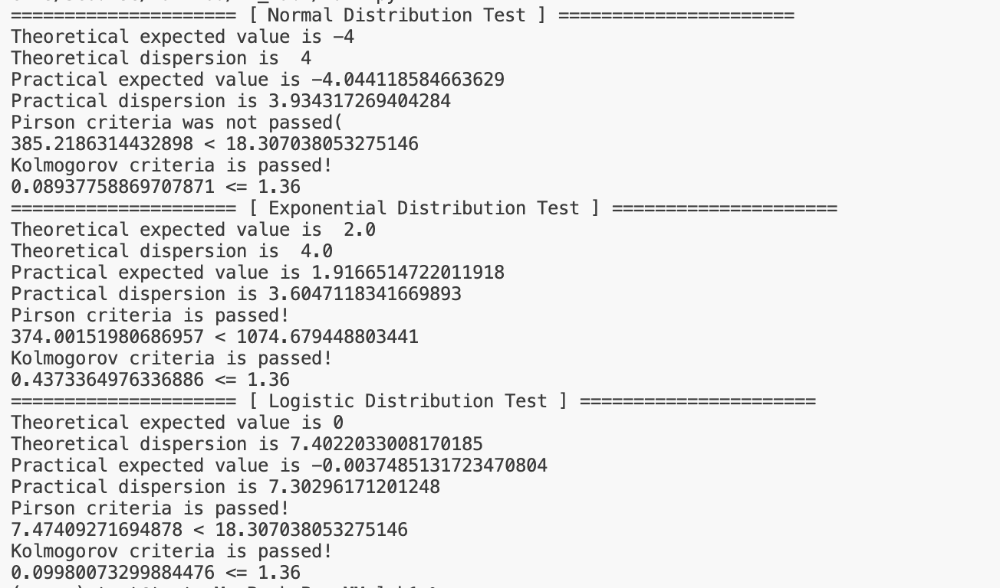 ===================== [ Normal Distribution Test ] ======================
Theoretical expected value is -4
Theoretical dispersion is  4
Practical expected value is -4.044118584663629
Practical dispersion is 3.934317269404284
Pirson criteria was not passed(
385.2186314432898 < 18.307038053275146
Kolmogorov criteria is passed!
0.08937758869707871 <= 1.36
===================== [ Exponential Distribution Test ] =====================
Theoretical expected value is  2.0
Theoretical dispersion is  4.0
Practical expected value is 1.9166514722011918
Practical dispersion is 3.6047118341669893
Pirson criteria is passed!
374.00151980686957 < 1074.679448803441
Kolmogorov criteria is passed!
0.4373364976336886 <= 1.36
===================== [ Logistic Distribution Test ] ======================
Theoretical expected value is 0
Theoretical dispersion is 7.4022033008170185
Practical expected value is -0.0037485131723470804
Practical dispersion is 7.30296171201248
Pirson criteria is passed!
7.47409271694878 < 18.307038053275146
Kolmogorov criteria is passed!
0.09980073299884476 <= 1.36